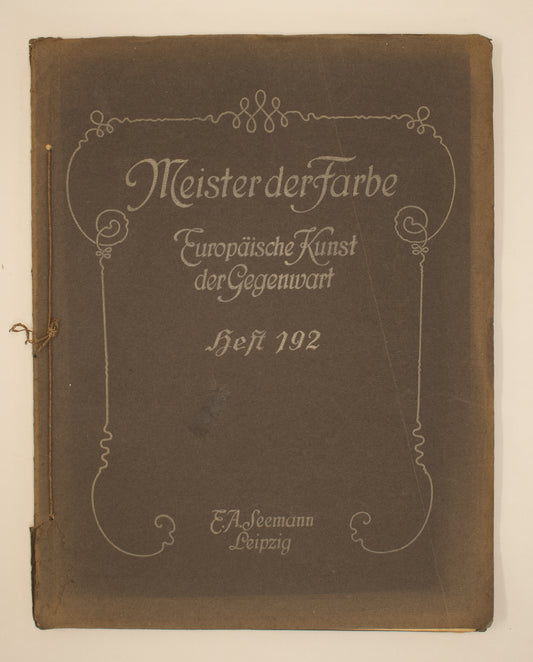 Meister der Farbe
Europäische Kunst
der Gegenwart
Heft 192
E.A. Seemann
Leipzig